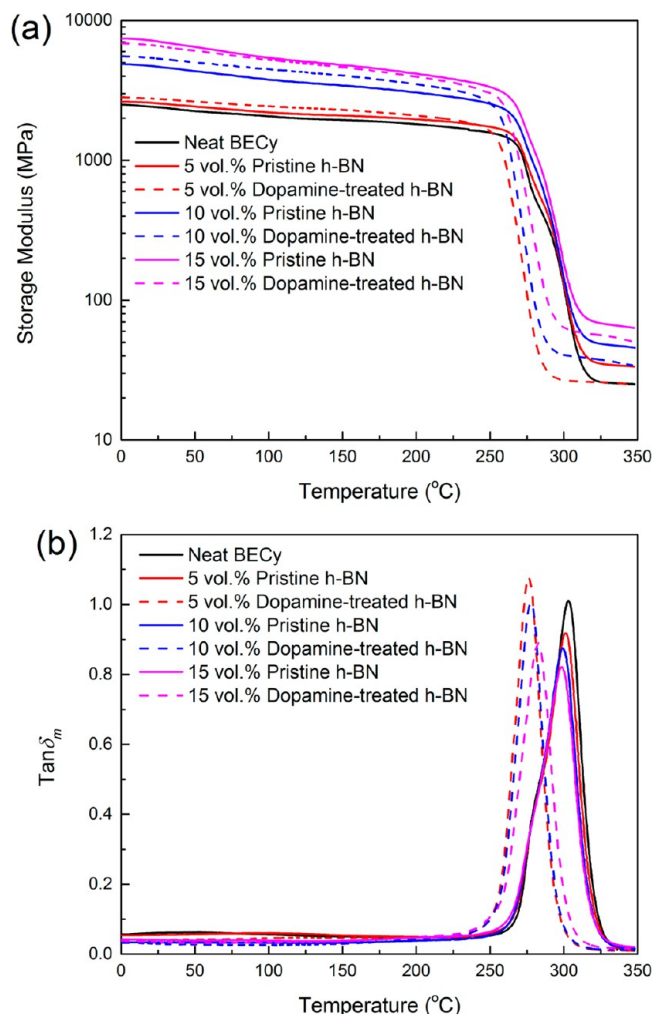 (a)
10000
1000
100
10
Storage Modulus (MPa)
Neat BECy
5 vol.% Pristine h-BN
5 vol.% Dopamine-treated h-BN
10 vol.% Pristine h-BN
10 vol.% Dopamine-treated h-BN
15 vol.% Pristine h-BN
15 vol.% Dopamine-treated h-BN
0 50 100 150 200 250 300 350
Temperature (°C)
(b)
1.2
1.0
0.8
0.6
0.4
0.2
0.0
Tanδm
Neat BECy
5 vol.% Pristine h-BN
5 vol.% Dopamine-treated h-BN
10 vol.% Pristine h-BN
10 vol.% Dopamine-treated h-BN
15 vol.% Pristine h-BN
15 vol.% Dopamine-treated h-BN
0 50 100 150 200 250 300 350
Temperature (°C)